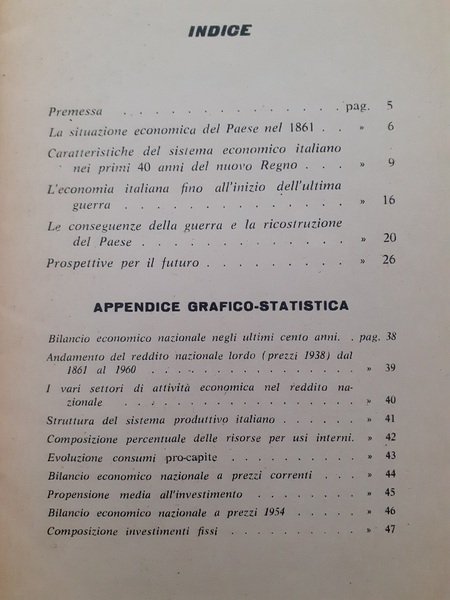 INDICE
Premessa . . . . . . . . . . . . . . pag. 5
La situazione economica del Paese nel 1861 . . » 6
Caratteristiche del sistema economico italiano
nei primi 40 anni del nuovo Regno . . . » 9
L'economia italiana fino all'inizio dell'ultima
guerra . . . . . . . . . . . . . » 16
Le conseguenze della guerra e la ricostruzione
del Paese . . . . . . . . . . . . » 20
Prospettive per il futuro . . . . . . . . . » 26
APPENDICE GRAFICO-STATISTICA
Bilancio economico nazionale negli ultimi cento anni. . pag. 38
Andamento del reddito nazionale lordo (prezzi 1938) dal
1861 al 1960 . . . . . . . . . . . . » 39
I vari settori di attività economica nel reddito na-
zionale . . . . . . . . . . . . . . » 40
Struttura del sistema produttivo italiano . . . . . » 41
Composizione percentuale delle risorse per usi interni. » 42
Evoluzione consumi pro-capite . . . . . . . . » 43
Bilancio economico nazionale a prezzi correnti . . . » 44
Propensione media all'investimento . . . . . . . » 45
Bilancio economico nazionale a prezzi 1954 . . . . . » 46
Composizione investimenti fissi . . . . . . . . » 47